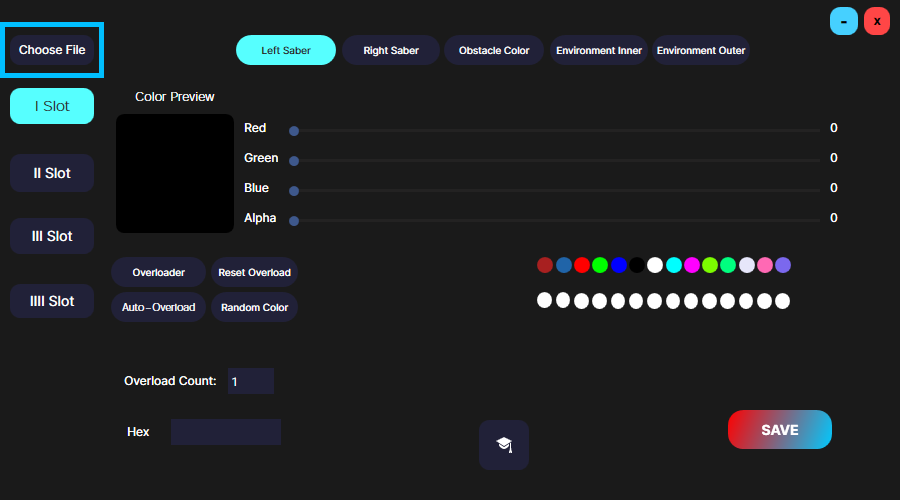 - x
Choose File
Left Saber Right Saber Obstacle Color Environment Inner Environment Outer
I Slot
Color Preview
Red 0
Green 0
Blue 0
Alpha 0
II Slot
III Slot
IIII Slot
Overloader Reset Overload
Auto-Overload Random Color
Overload Count: 1
Hex
SAVE